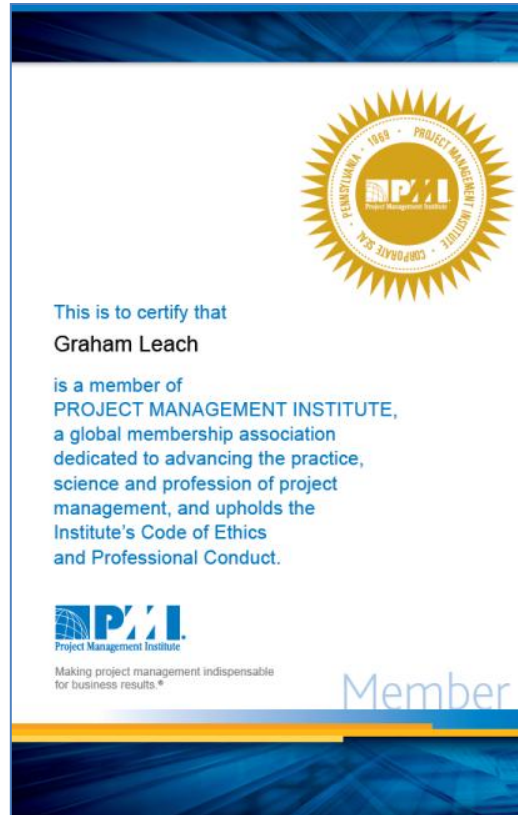 PENNSYLVANIA · 1969 · PROJECT MANAGEMENT INSTITUTE · CORPORATE SEAL ·
PMI.
Project Management Institute
This is to certify that
Graham Leach
is a member of
PROJECT MANAGEMENT INSTITUTE,
a global membership association
dedicated to advancing the practice,
science and profession of project
management, and upholds the
Institute's Code of Ethics
and Professional Conduct.
PMI.
Project Management Institute
Making project management indispensable
for business results.®
Member